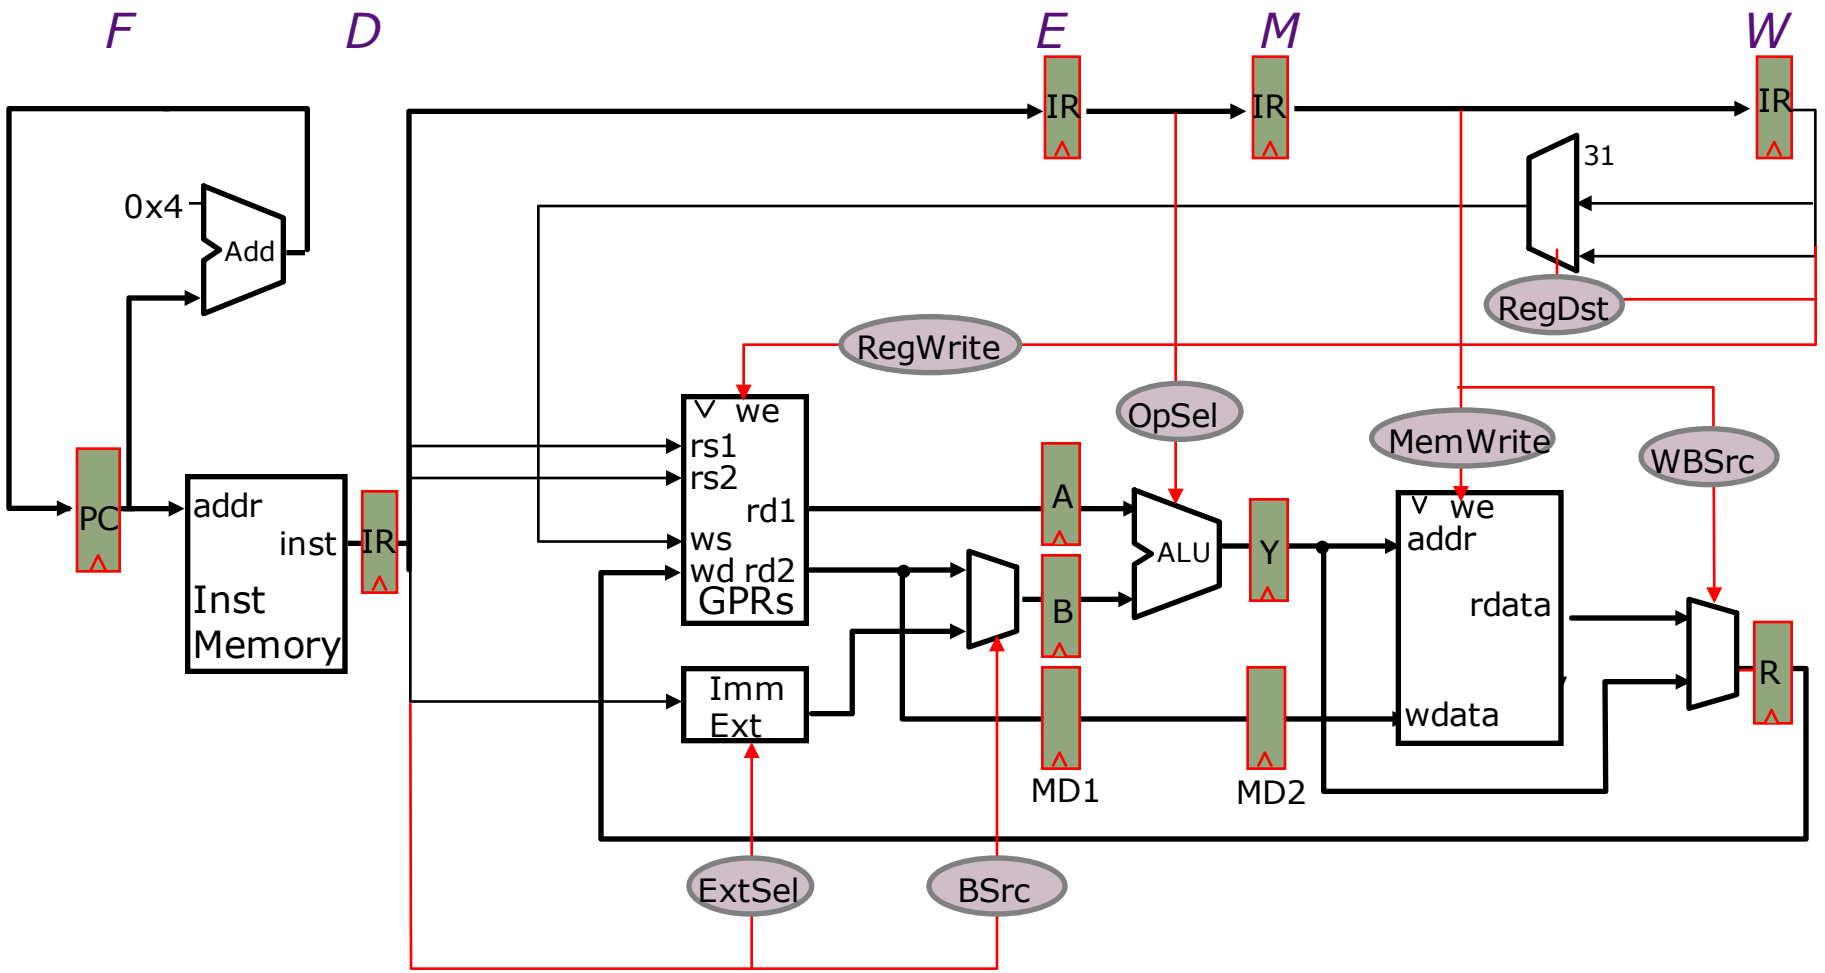 F D E M W
IR IR IR
31
0x4
Add
RegDst
RegWrite
we
OpSel
MemWrite
WBSrc
rs1
rs2
A
PC
addr
inst
IR
Inst
Memory
rd1
ws
wd rd2
GPRs
ALU
Y
we
addr
rdata
B
Imm
Ext
R
wdata
MD1
MD2
ExtSel
BSrc